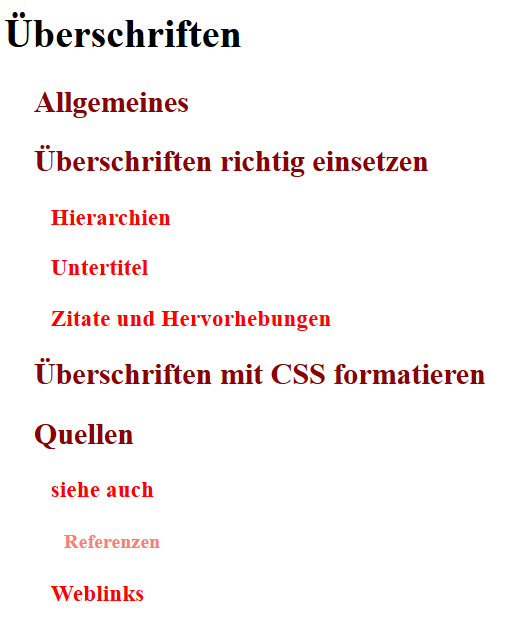 Überschriften
Allgemeines
Überschriften richtig einsetzen
Hierarchien
Untertitel
Zitate und Hervorhebungen
Überschriften mit CSS formatieren
Quellen
siehe auch
Referenzen
Weblinks